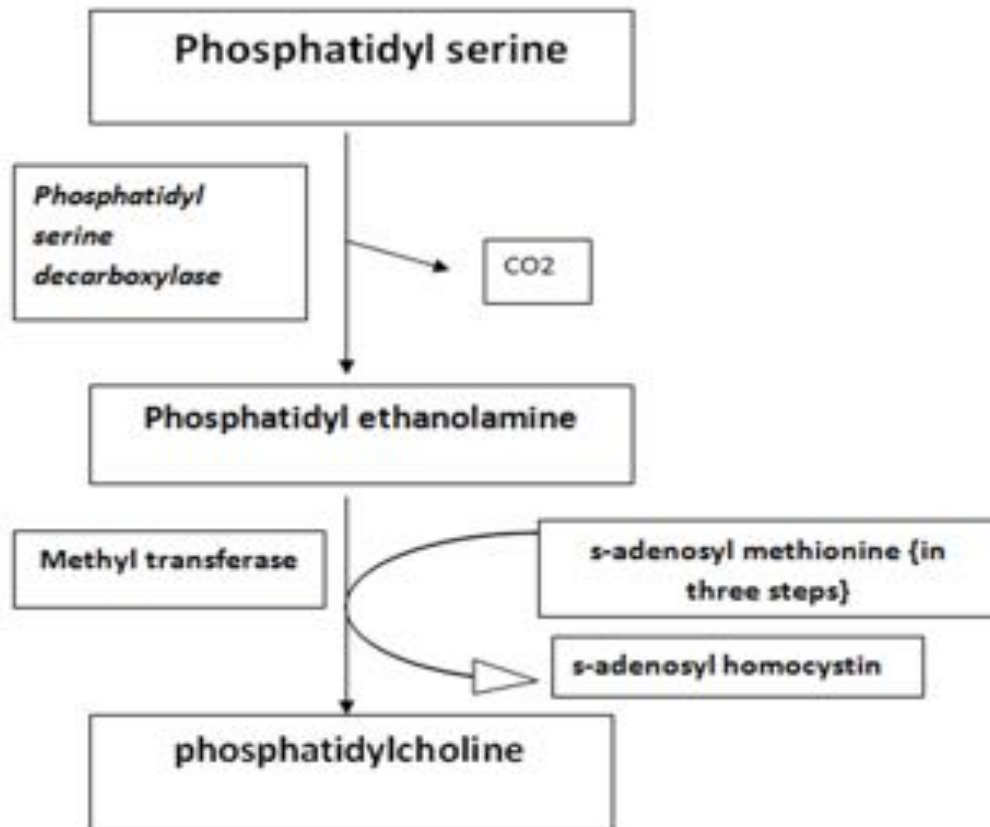 Phosphatidyl serine
Phosphatidyl
serine
decarboxylase
CO2
Phosphatidyl ethanolamine
Methyl transferase
s-adenosyl methionine {in
three steps}
s-adenosyl homocystin
phosphatidylcholine